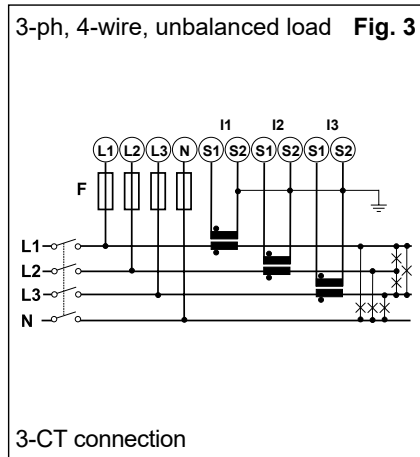 3-ph, 4-wire, unbalanced load Fig. 3
I1 I2 I3
L1 L2 L3 N S1 S2 S1 S2 S1 S2
F
L1
L2
L3
N
3-CT connection